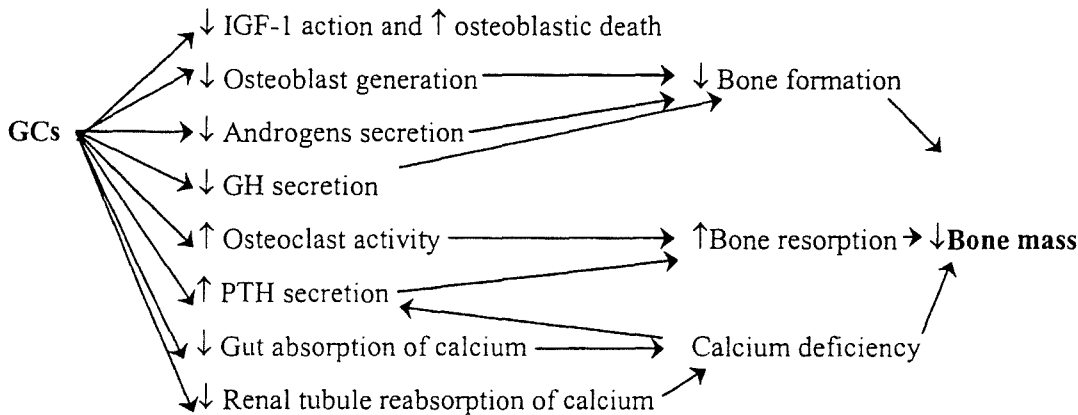 ↓ IGF-1 action and ↑ osteoblastic death
↓ Osteoblast generation
↓ Bone formation
GCs
↓ Androgens secretion
↓ GH secretion
↑ Osteoclast activity
↑Bone resorption
↓Bone mass
↑ PTH secretion
↓ Gut absorption of calcium
Calcium deficiency
↓ Renal tubule reabsorption of calcium